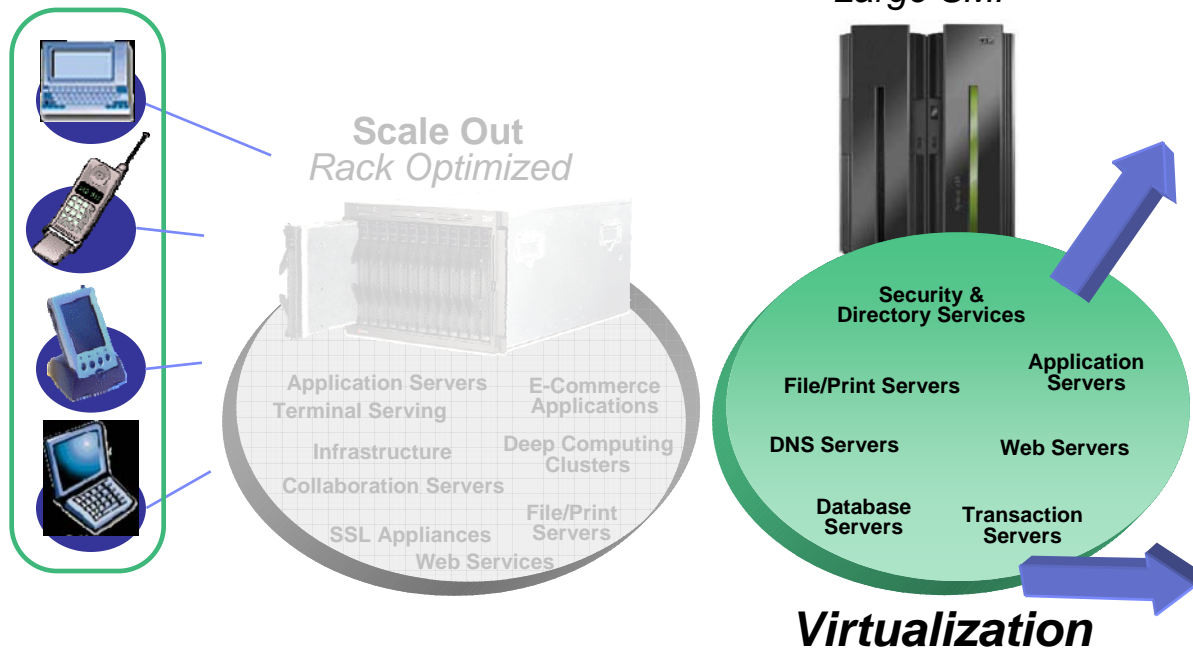 Large SMP
Scale Out
Rack Optimized
Application Servers
Terminal Serving
E-Commerce
Applications
Infrastructure
Deep Computing
Clusters
Collaboration Servers
SSL Appliances
File/Print
Servers
Web Services
Security &
Directory Services
File/Print Servers
Application
Servers
DNS Servers
Web Servers
Database
Servers
Transaction
Servers
Virtualization